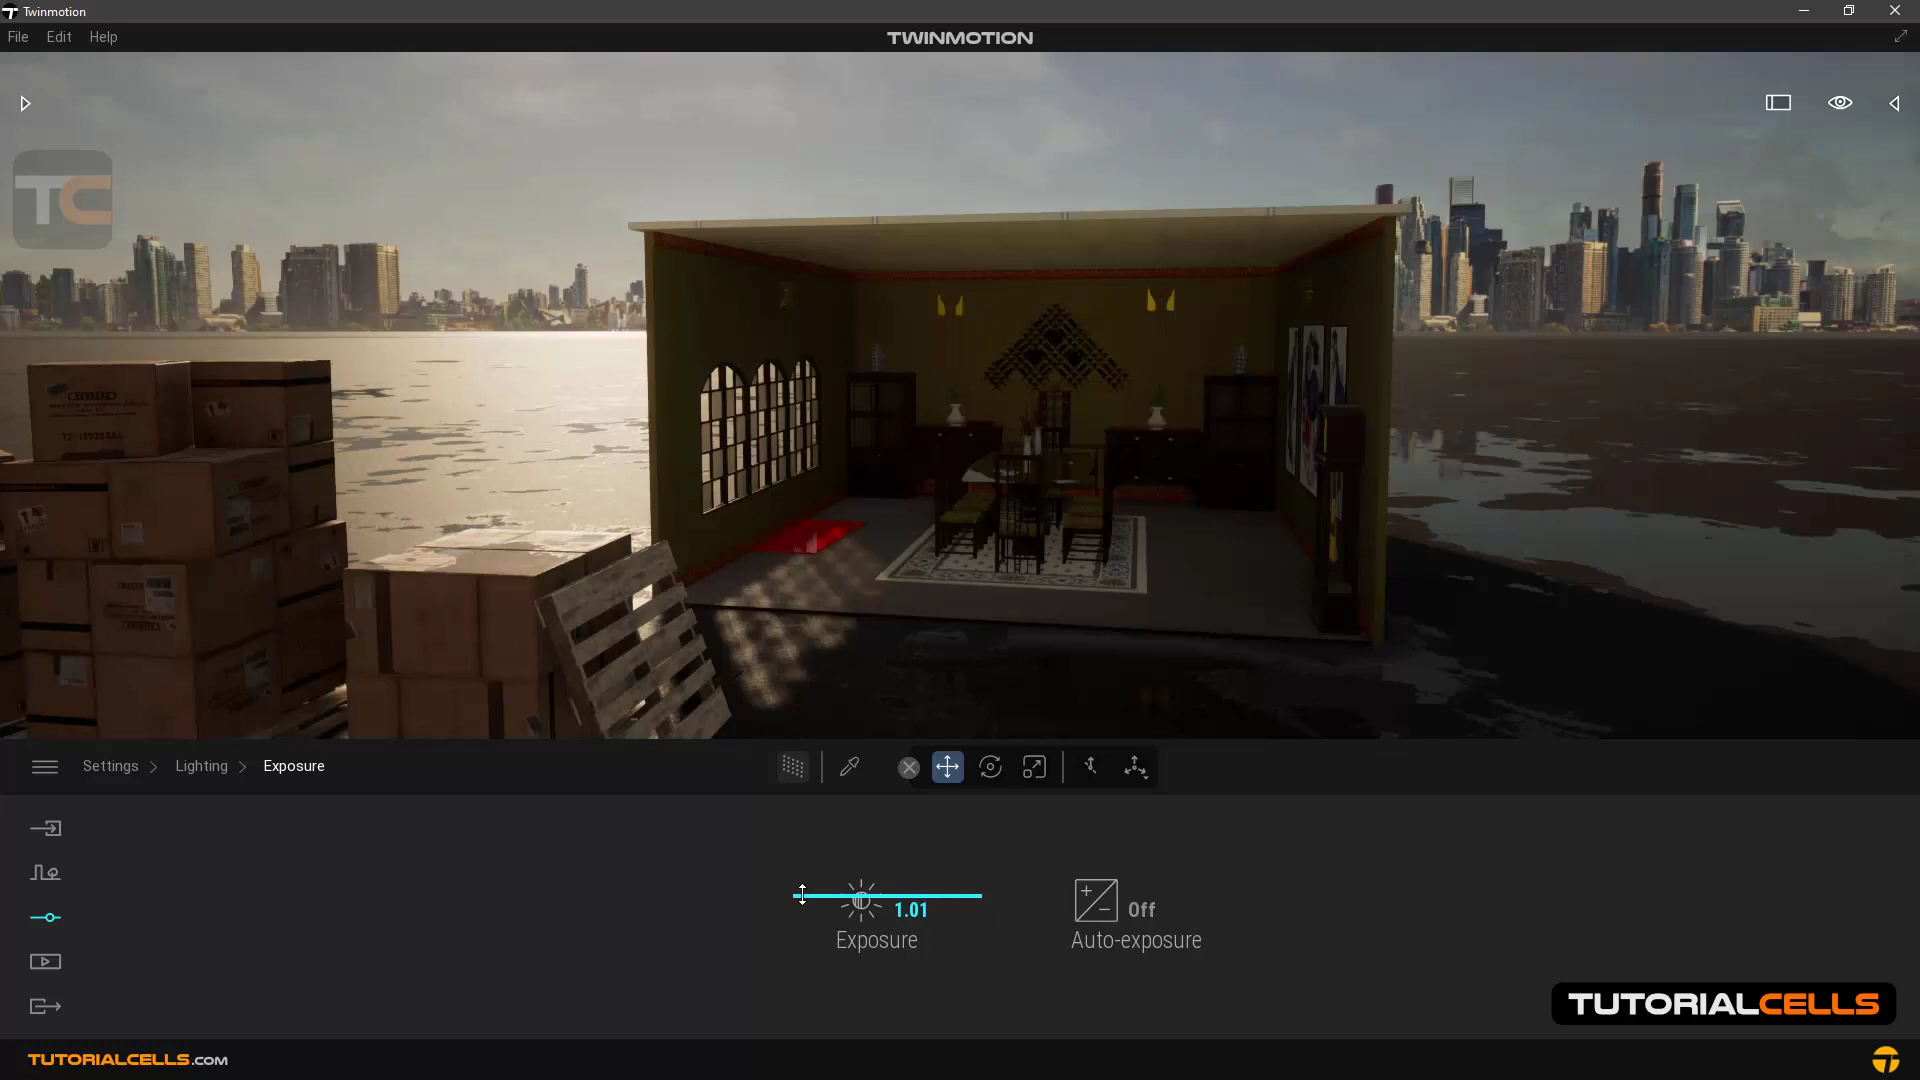 Twinmotion
File Edit Help
TWINMOTION
TC
Settings > Lighting > Exposure
1.01
Exposure
Off
Auto-exposure
TUTORIALCELLS
TUTORIALCELLS.COM